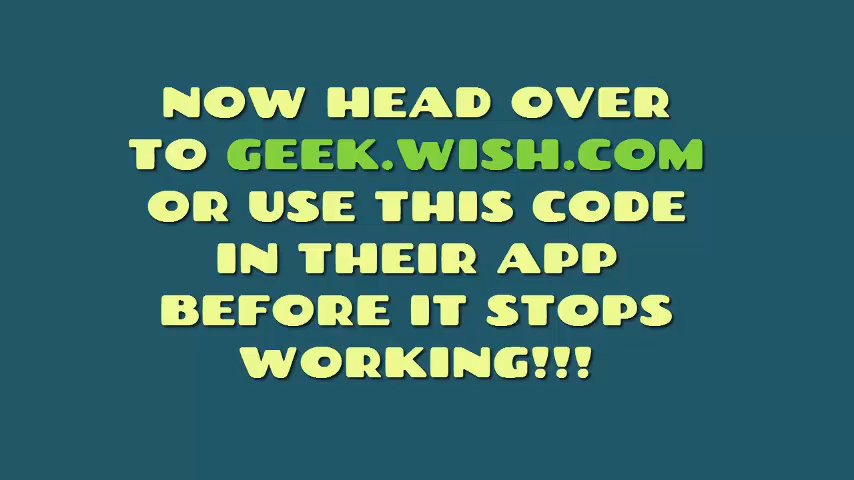 NOW HEAD OVER
TO GEEK.WISH.COM
OR USE THIS CODE
IN THEIR APP
BEFORE IT STOPS
WORKING!!!